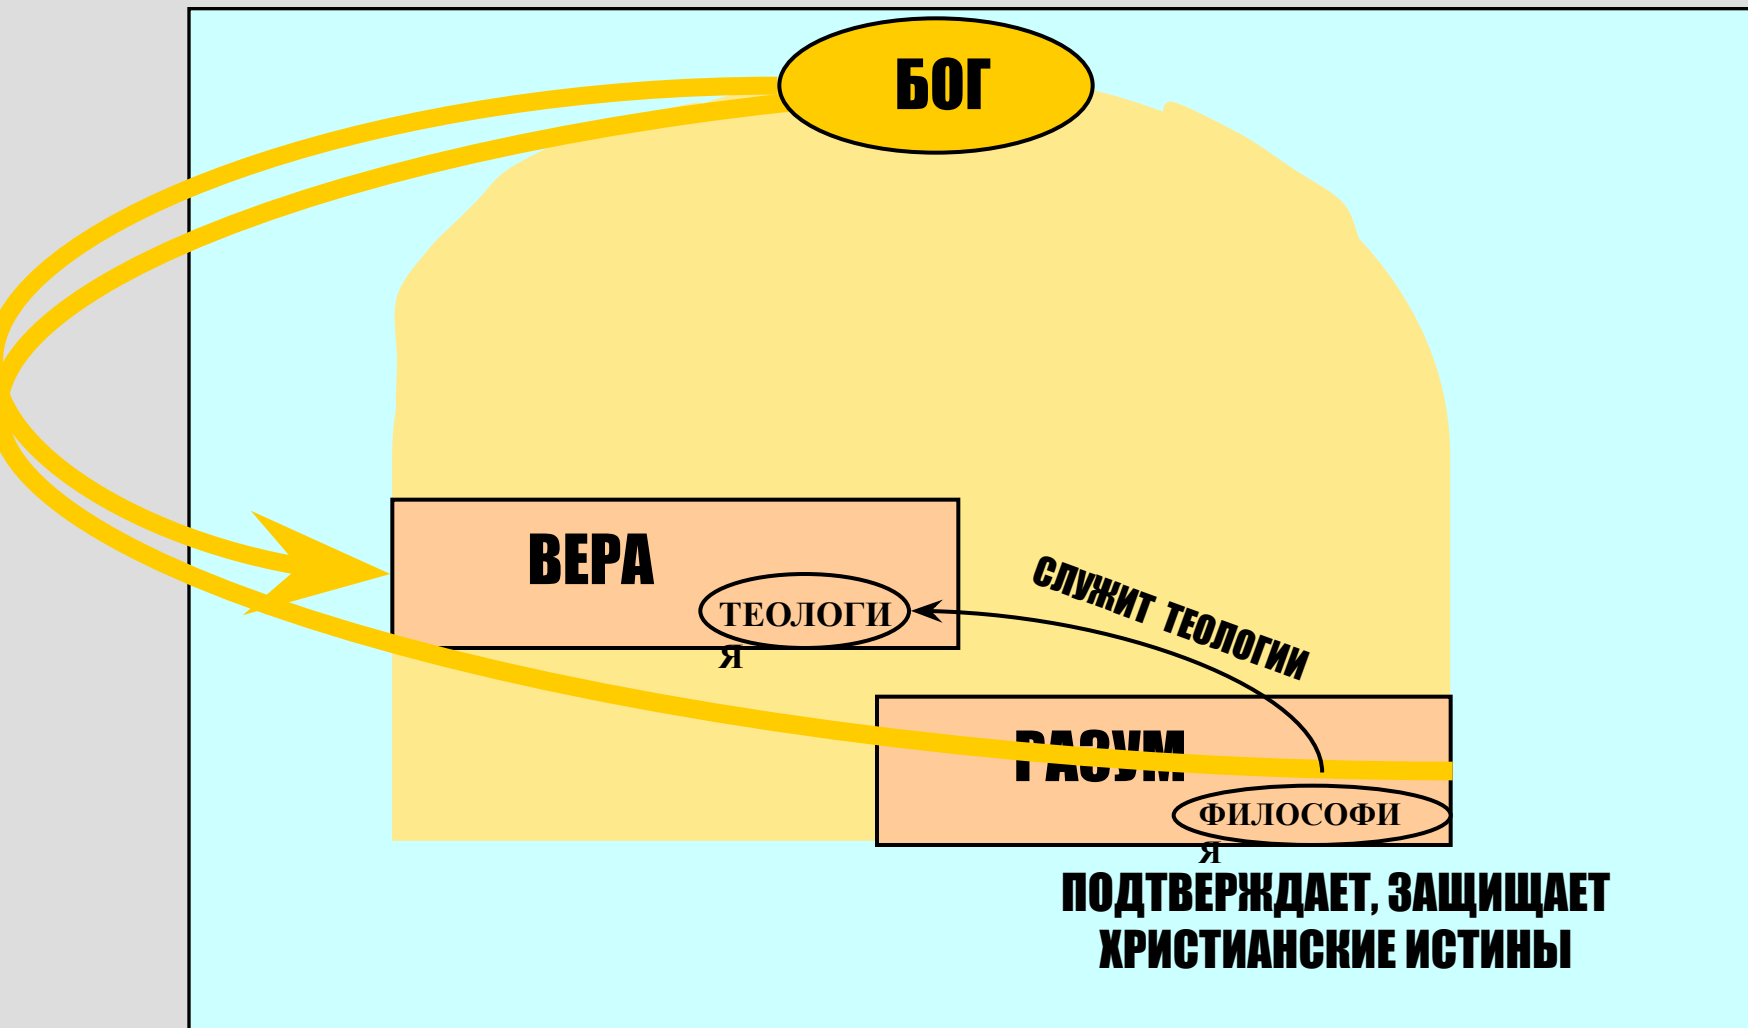 БОГ
ВЕРА
ТЕОЛОГИ
Я
СЛУЖИТ ТЕОЛОГИИ
РАЗУМ
ФИЛОСОФИ
Я
ПОДТВЕРЖДАЕТ, ЗАЩИЩАЕТ
ХРИСТИАНСКИЕ ИСТИНЫ